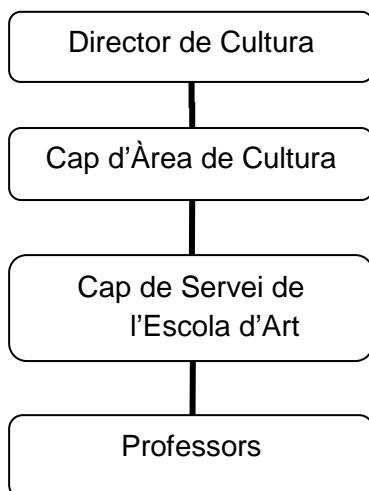 Director de Cultura
Cap d'Àrea de Cultura
Cap de Servei de
l'Escola d'Art
Professors